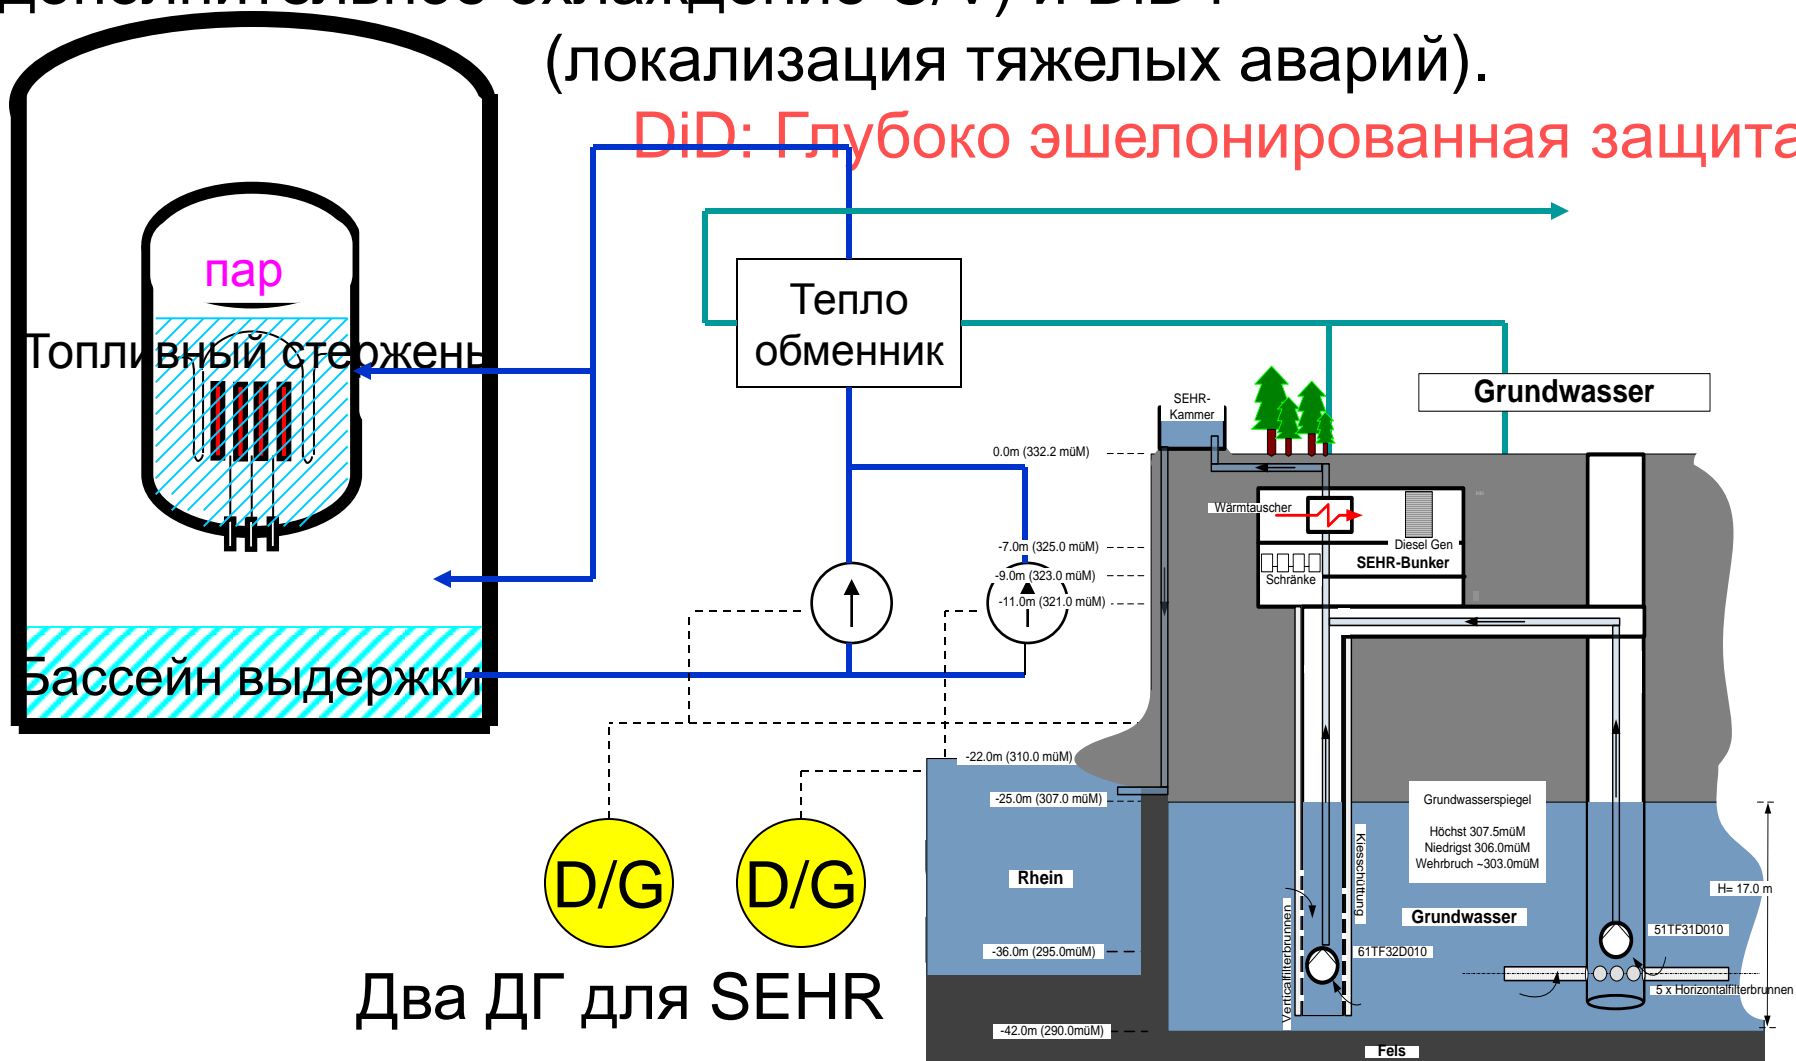 дополнительное охлаждение C/V) и DiD4
(локализация тяжелых аварий).
DiD: Глубоко эшелонированная защита
пар
Топливный стержень
Бассейн выдержки
Тепло
обменник
D/G
D/G
Два ДГ для SEHR
Grundwasser
SEHR-
Kammer
0.0m (332.2 müM)
Wärmtauscher
-7.0m (325.0 müM)
-9.0m (323.0 müM)
-11.0m (321.0 müM)
Diesel Gen
SEHR-Bunker
Schränke
-22.0m (310.0 müM)
-25.0m (307.0 müM)
Grundwasserspiegel
Höchst 307.5müM
Niedrigst 306.0müM
Wehrbruch ~303.0müM
Kiesschüttung
Verticalfilterbrunnen
Rhein
H= 17.0 m
Grundwasser
51TF31D010
61TF32D010
-36.0m (295.0müM)
5 x Horizontalfilterbrunnen
-42.0m (290.0müM)
Fels